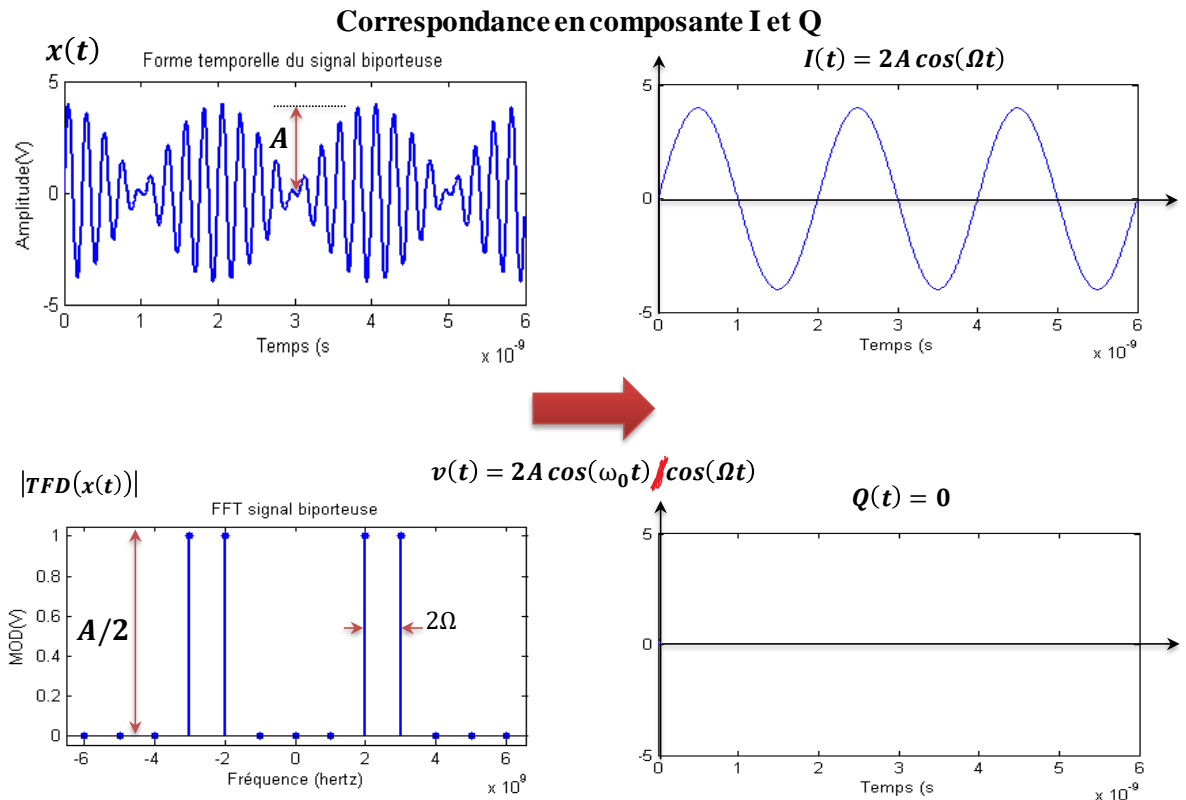 Correspondance en composante I et Q
x(t)
Forme temporelle du signal biporteuse
5
0
-5
Amplitude(V)
A
0 1 2 3 4 5 6
Temps (s
x 10^-9
I(t) = 2A cos(Ωt)
5
0
-5
0 1 2 3 4 5 6
Temps (s
x 10^-9
v(t) = 2A cos(ω₀t) cos(Ωt)
|TFD(x(t))|
FFT signal biporteuse
1
0.8
0.6
0.4
0.2
0
MOD(V)
A/2
2Ω
-6 -4 -2 0 2 4 6
Fréquence (hertz)
x 10^9
Q(t) = 0
5
0
-5
0 1 2 3 4 5 6
Temps (s
x 10^-9